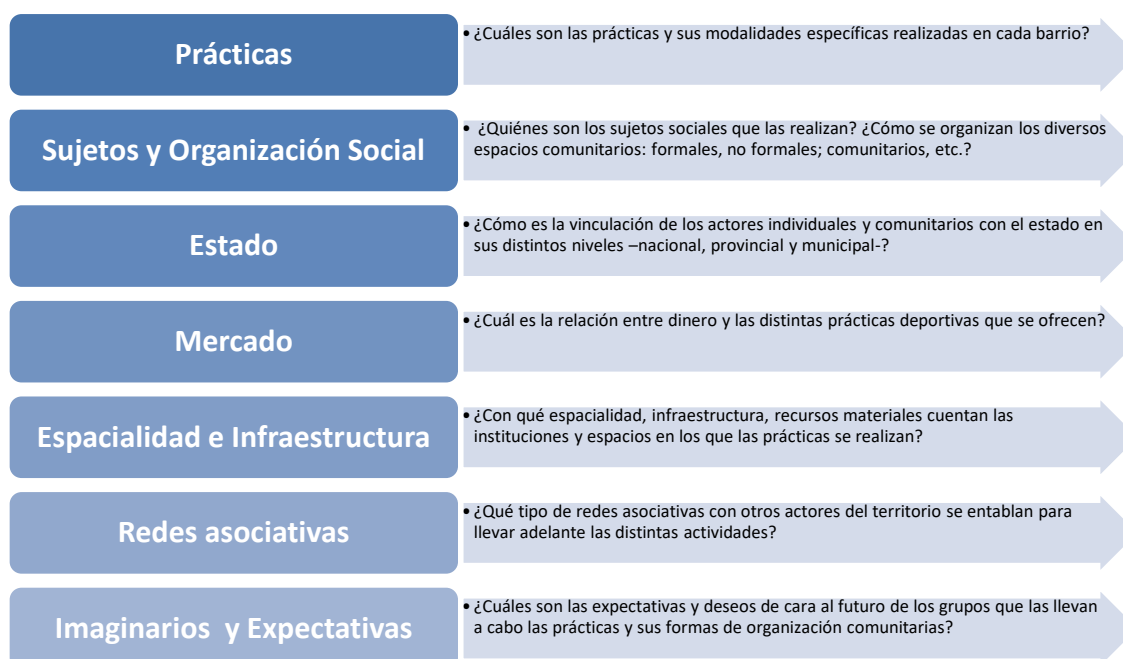 Prácticas
• ¿Cuáles son las prácticas y sus modalidades específicas realizadas en cada barrio?
Sujetos y Organización Social
• ¿Quiénes son los sujetos sociales que las realizan? ¿Cómo se organizan los diversos
espacios comunitarios: formales, no formales; comunitarios, etc.?
Estado
• ¿Cómo es la vinculación de los actores individuales y comunitarios con el estado en
sus distintos niveles –nacional, provincial y municipal-?
Mercado
• ¿Cuál es la relación entre dinero y las distintas prácticas deportivas que se ofrecen?
Espacialidad e Infraestructura
• ¿Con qué espacialidad, infraestructura, recursos materiales cuentan las
instituciones y espacios en los que las prácticas se realizan?
Redes asociativas
• ¿Qué tipo de redes asociativas con otros actores del territorio se entablan para
llevar adelante las distintas actividades?
Imaginarios y Expectativas
• ¿Cuáles son las expectativas y deseos de cara al futuro de los grupos que las llevan
a cabo las prácticas y sus formas de organización comunitarias?